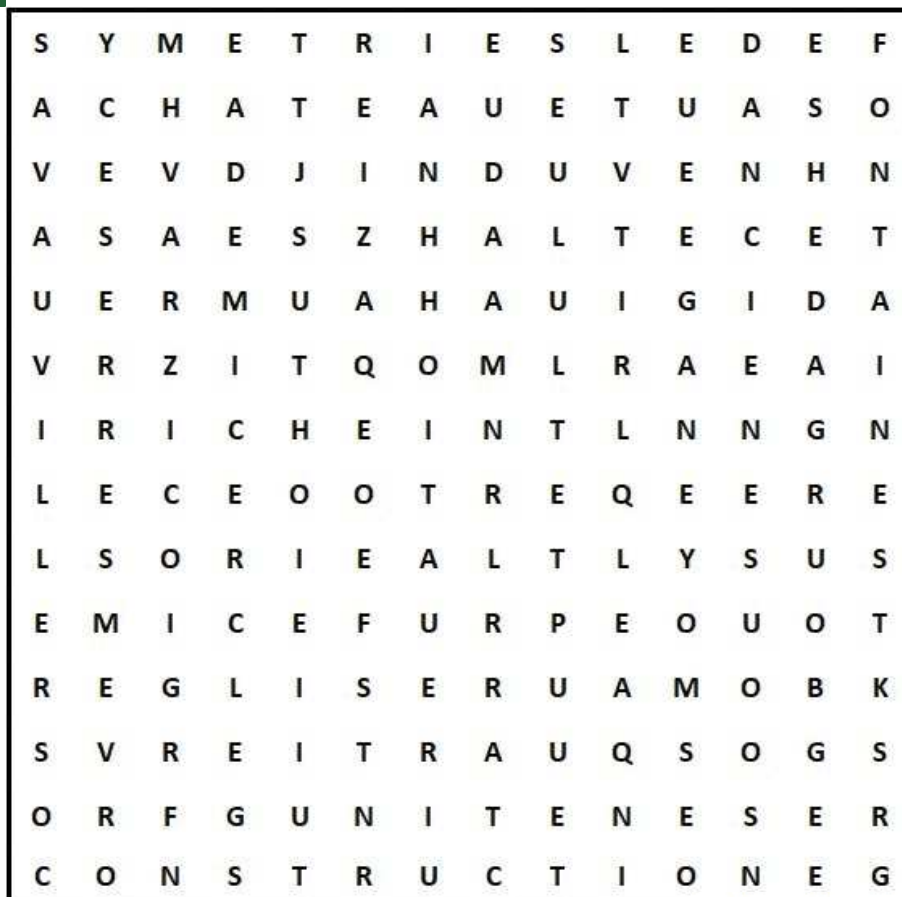 S Y M E T R I E S L E D E F
A C H A T E A U E T U A S O
V E V D J I N D U V E N H N
A S A E S Z H A L T E C E T
U E R M U A H A U I G I D A
V R Z I T Q O M L R A E A I
I R I C H E I N T L N N G N
L E C E O O T R E Q E E R E
L S O R I E A L T L Y S U S
E M I C E F U R P E O U O T
R E G L I S E R U A M O B K
S V R E I T R A U Q S O G S
O R F G U N I T E N E S E R
C O N S T R U C T I O N E G